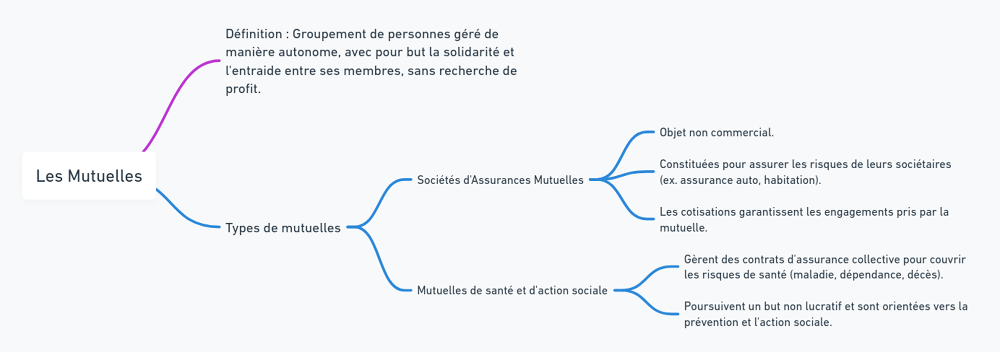 Les Mutuelles
Définition : Groupement de personnes géré de
manière autonome, avec pour but la solidarité et
l'entraide entre ses membres, sans recherche de
profit.
Types de mutuelles
Sociétés d'Assurances Mutuelles
Objet non commercial.
Constituées pour assurer les risques de leurs sociétaires
(ex. assurance auto, habitation).
Les cotisations garantissent les engagements pris par la
mutuelle.
Mutuelles de santé et d'action sociale
Gèrent des contrats d'assurance collective pour couvrir
les risques de santé (maladie, dépendance, décès).
Poursuivent un but non lucratif et sont orientées vers la
prévention et l'action sociale.